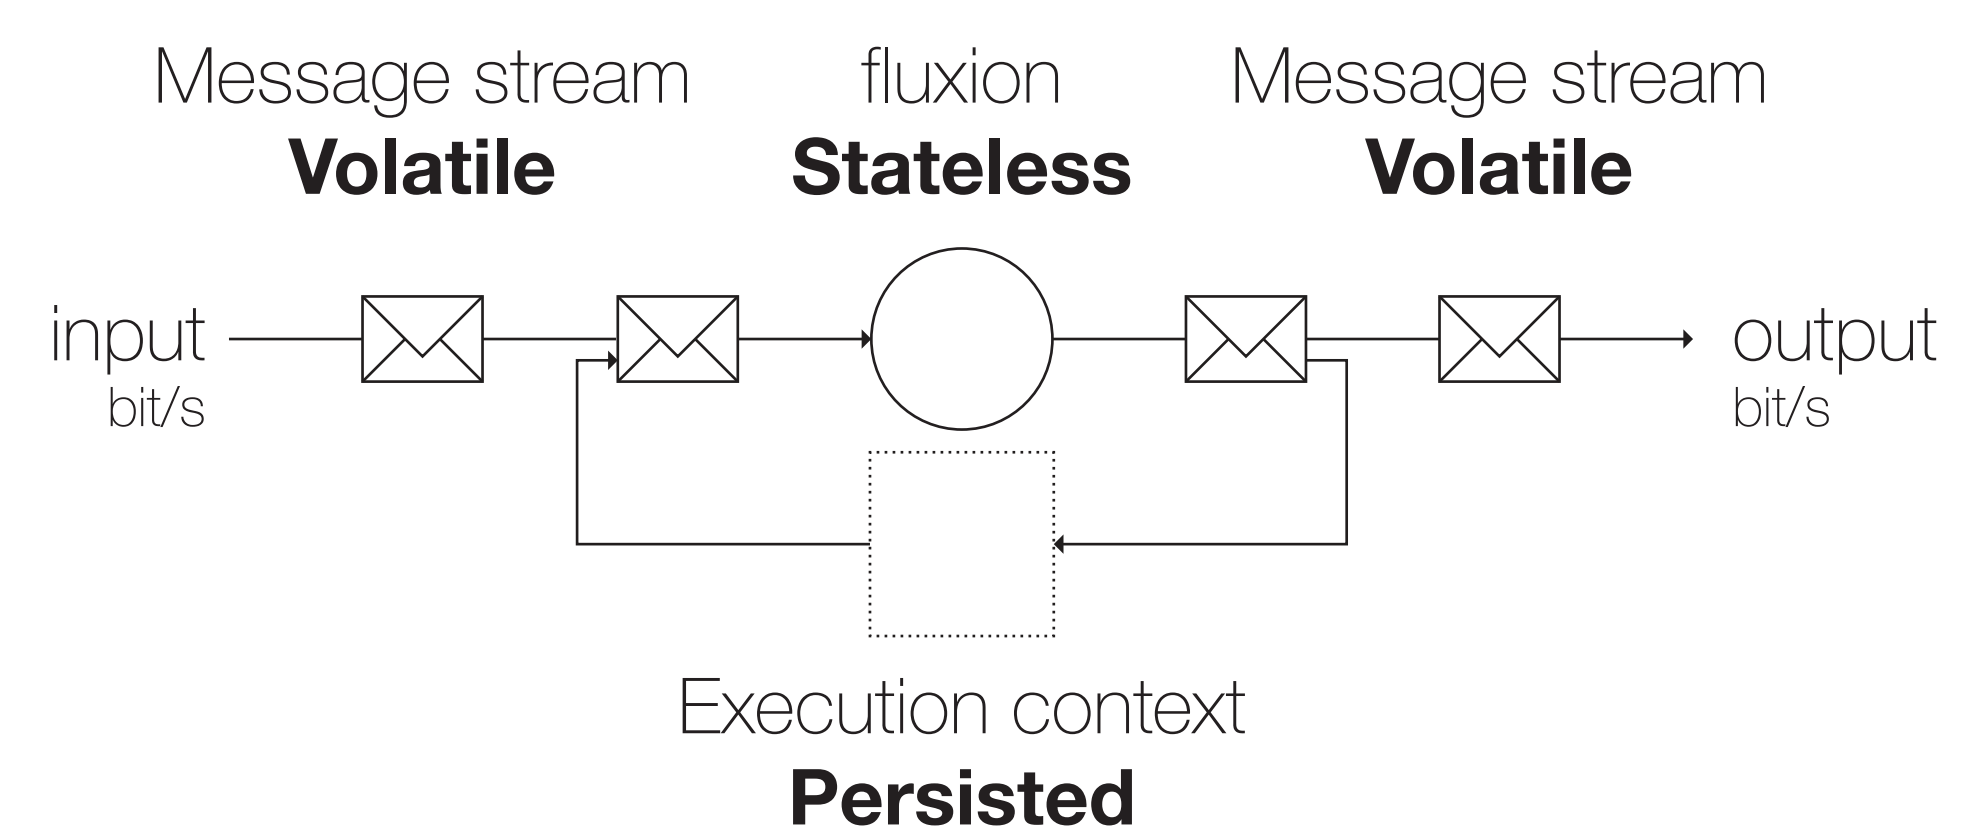 Message stream
Volatile
fluxion
Stateless
Message stream
Volatile
input
bit/s
output
bit/s
Execution context
Persisted